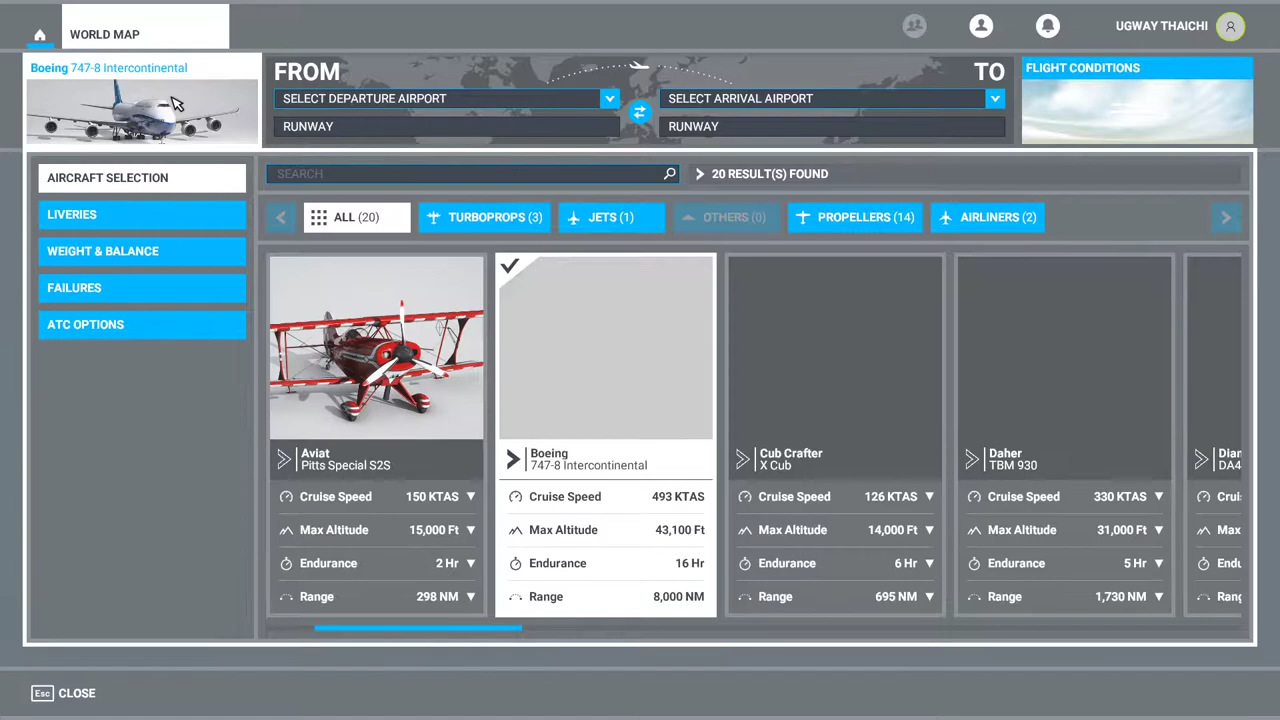 WORLD MAP
UGWAY THAICHI
Boeing 747-8 Intercontinental
FROM
TO
SELECT DEPARTURE AIRPORT
SELECT ARRIVAL AIRPORT
RUNWAY
RUNWAY
FLIGHT CONDITIONS
AIRCRAFT SELECTION
LIVERIES
WEIGHT & BALANCE
FAILURES
ATC OPTIONS
SEARCH
20 RESULT(S) FOUND
ALL (20)
TURBOPROPS (3)
JETS (1)
OTHERS (0)
PROPELLERS (14)
AIRLINERS (2)
Aviat
Pitts Special S2S
Cruise Speed 150 KTAS
Max Altitude 15,000 Ft
Endurance 2 Hr
Range 298 NM
Boeing
747-8 Intercontinental
Cruise Speed 493 KTAS
Max Altitude 43,100 Ft
Endurance 16 Hr
Range 8,000 NM
Cub Crafter
X Cub
Cruise Speed 126 KTAS
Max Altitude 14,000 Ft
Endurance 6 Hr
Range 695 NM
Daher
TBM 930
Cruise Speed 330 KTAS
Max Altitude 31,000 Ft
Endurance 5 Hr
Range 1,730 NM
DA4
Max
Esc CLOSE